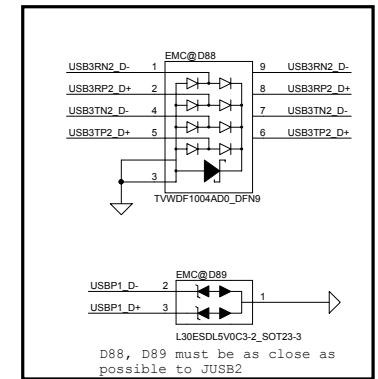 EMC@D88
USB3RN2_D- 1 9 USB3RN2_D-
USB3RP2_D+ 2 8 USB3RP2_D+
USB3TN2_D- 4 7 USB3TN2_D-
USB3TP2_D+ 5 6 USB3TP2_D+
3
TVWDF1004AD0_DFN9
EMC@D89
USBP1_D- 2
1
USBP1_D+ 3
L30ESDL5V0C3-2_SOT23-3
D88, D89 must be as close as
possible to JUSB2